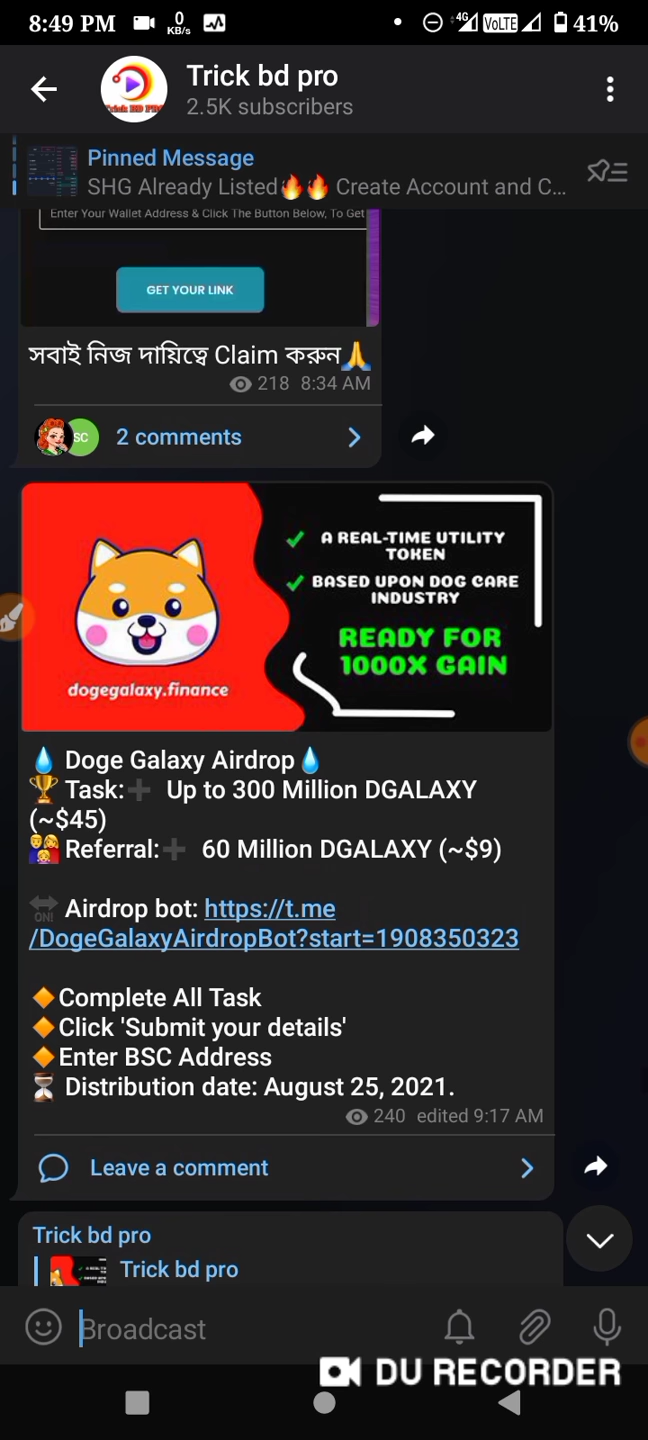 8:49 PM 0 KB/s 4G VoLTE 41%
Trick bd pro
2.5K subscribers
Pinned Message
SHG Already Listed🔥🔥 Create Account and C...
Enter Your Wallet Address & Click The Button Below, To Get
GET YOUR LINK
সবাই নিজ দায়িত্বে Claim করুন🙏
218 8:34 AM
SC 2 comments
A REAL-TIME UTILITY
TOKEN
BASED UPON DOG CARE
INDUSTRY
READY FOR
1000X GAIN
dogegalaxy.finance
💧 Doge Galaxy Airdrop💧
🏆 Task:➕ Up to 300 Million DGALAXY
(~$45)
👨‍👩‍👧‍👦 Referral:➕ 60 Million DGALAXY (~$9)
🔛 Airdrop bot: https://t.me
/DogeGalaxyAirdropBot?start=1908350323
🔶Complete All Task
🔶Click 'Submit your details'
🔶Enter BSC Address
⏳ Distribution date: August 25, 2021.
240 edited 9:17 AM
Leave a comment
Trick bd pro
Trick bd pro
Broadcast
DU RECORDER